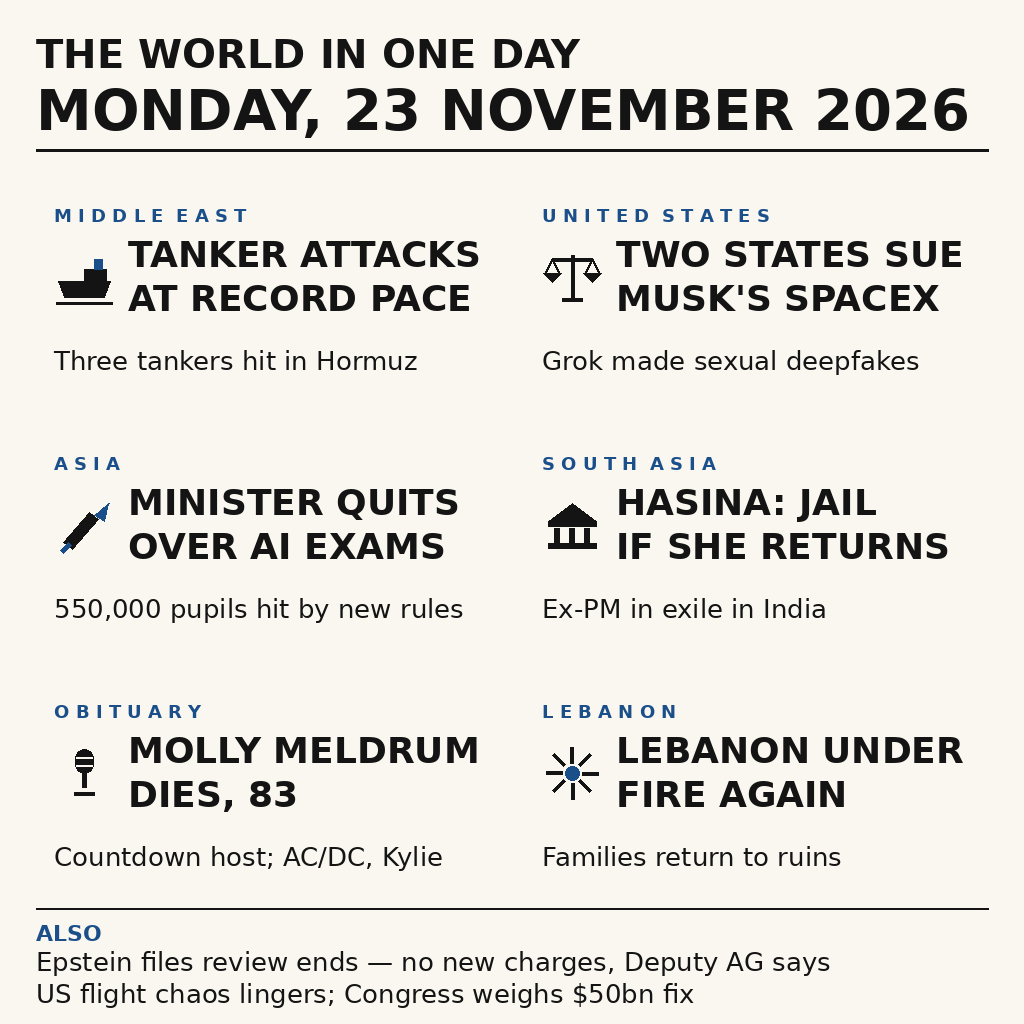 THE WORLD IN ONE DAY
MONDAY, 23 NOVEMBER 2026
MIDDLE EAST
TANKER ATTACKS
AT RECORD PACE
Three tankers hit in Hormuz
UNITED STATES
TWO STATES SUE
MUSK'S SPACEX
Grok made sexual deepfakes
ASIA
MINISTER QUITS
OVER AI EXAMS
550,000 pupils hit by new rules
SOUTH ASIA
HASINA: JAIL
IF SHE RETURNS
Ex-PM in exile in India
OBITUARY
MOLLY MELDRUM
DIES, 83
Countdown host; AC/DC, Kylie
LEBANON
LEBANON UNDER
FIRE AGAIN
Families return to ruins
ALSO
Epstein files review ends — no new charges, Deputy AG says
US flight chaos lingers; Congress weighs $50bn fix